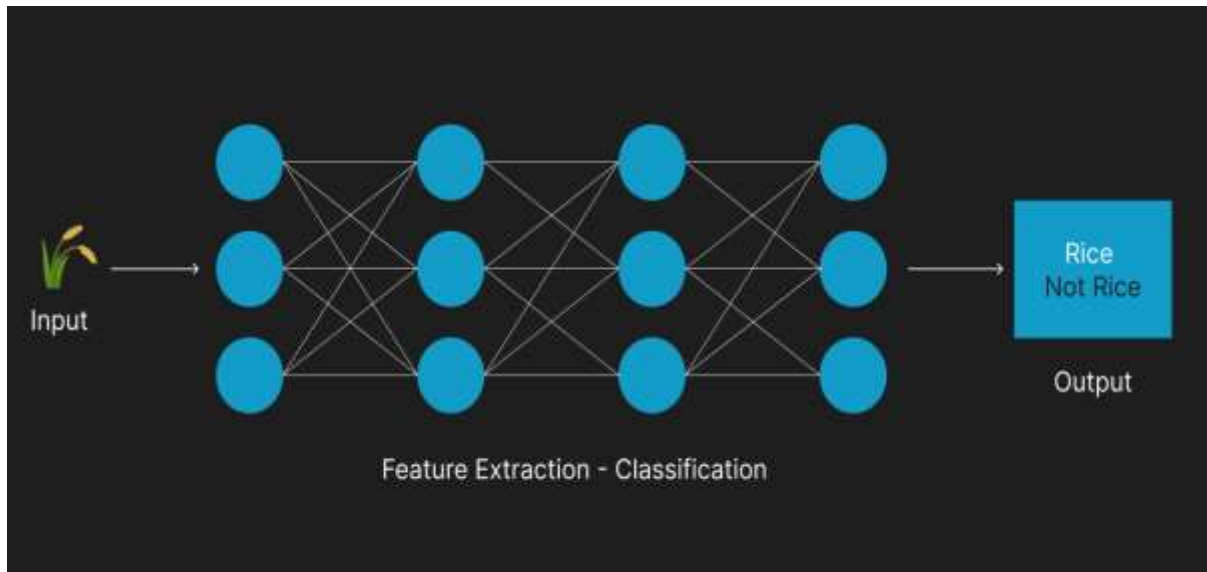 Input
Rice
Not Rice
Output
Feature Extraction - Classification